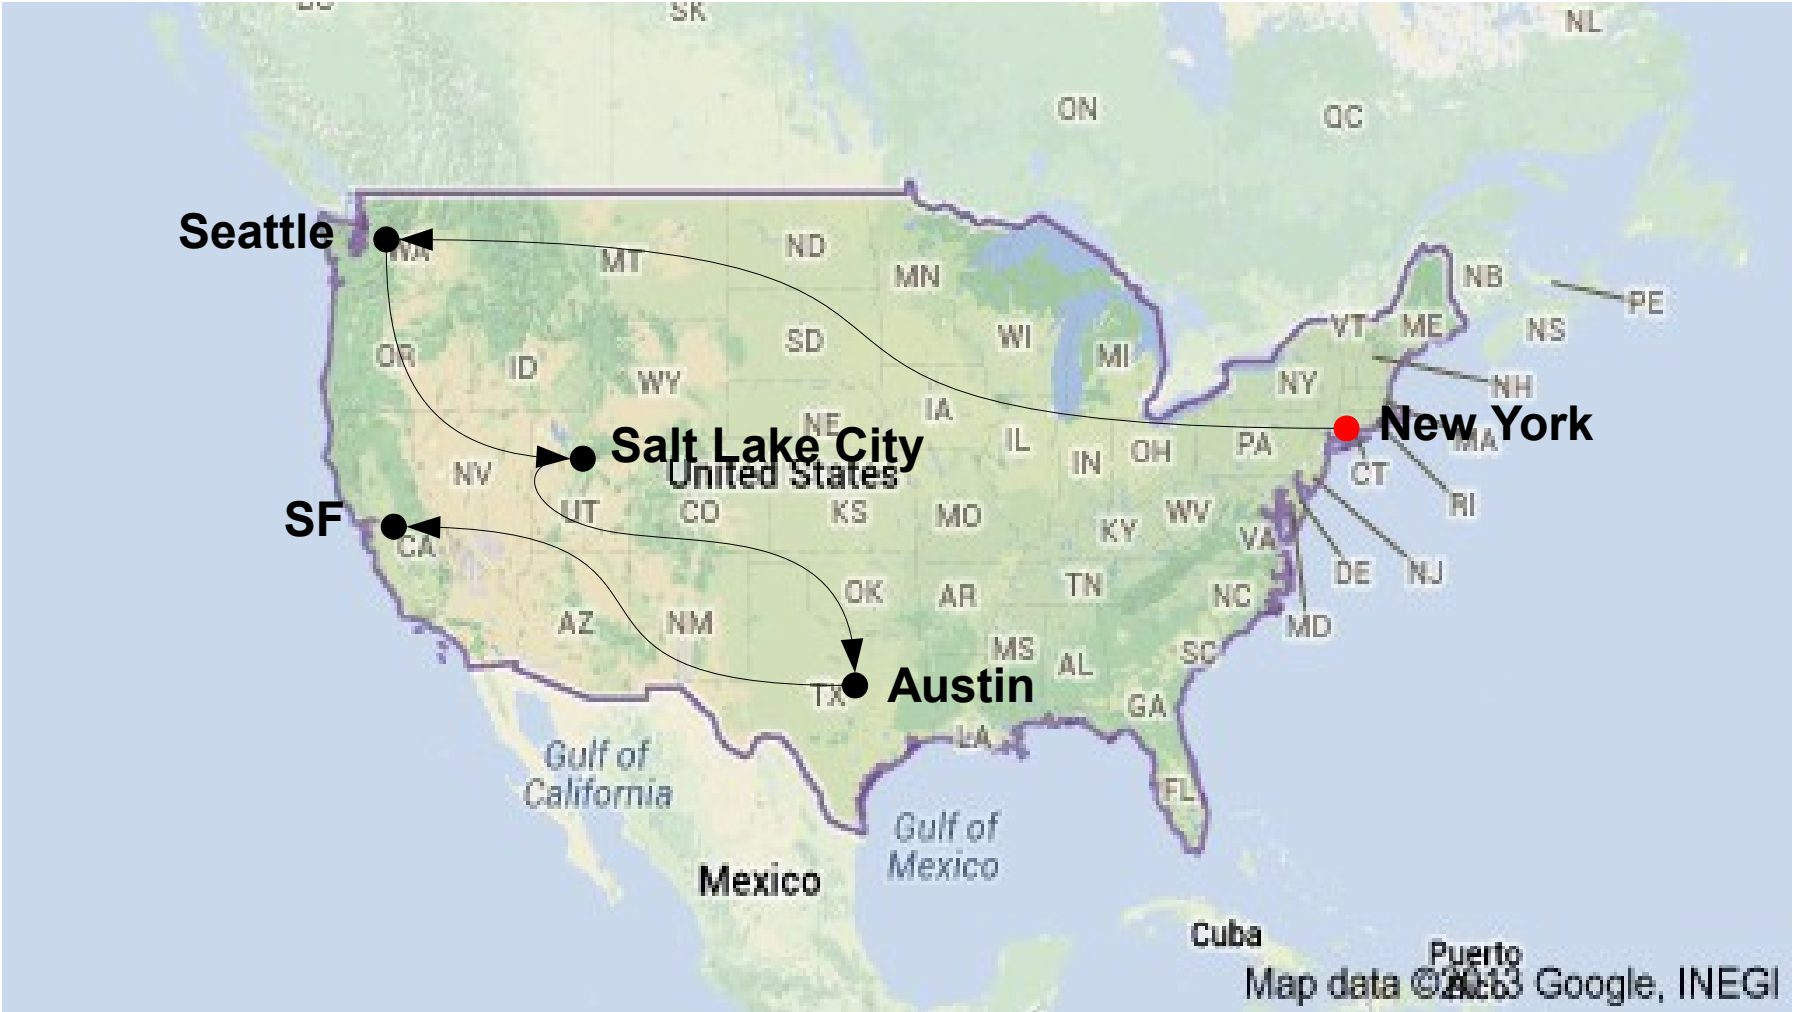 SK
NL
ON
QC
Seattle
WA
MT
ND
MN
NB
PE
OR
ID
WY
SD
WI
MI
VT
ME
NS
NY
NH
NE
IA
New York
MA
Salt Lake City
United States
IL
IN
OH
PA
CT
NV
RI
SF
CA
UT
CO
KS
MO
KY
WV
VA
DE
NJ
AZ
NM
OK
AR
TN
NC
MD
MS
AL
SC
TX
Austin
GA
LA
Gulf of
California
FL
Gulf of
Mexico
Mexico
Cuba
Puerto
Map data ©2013 Google, INEGI